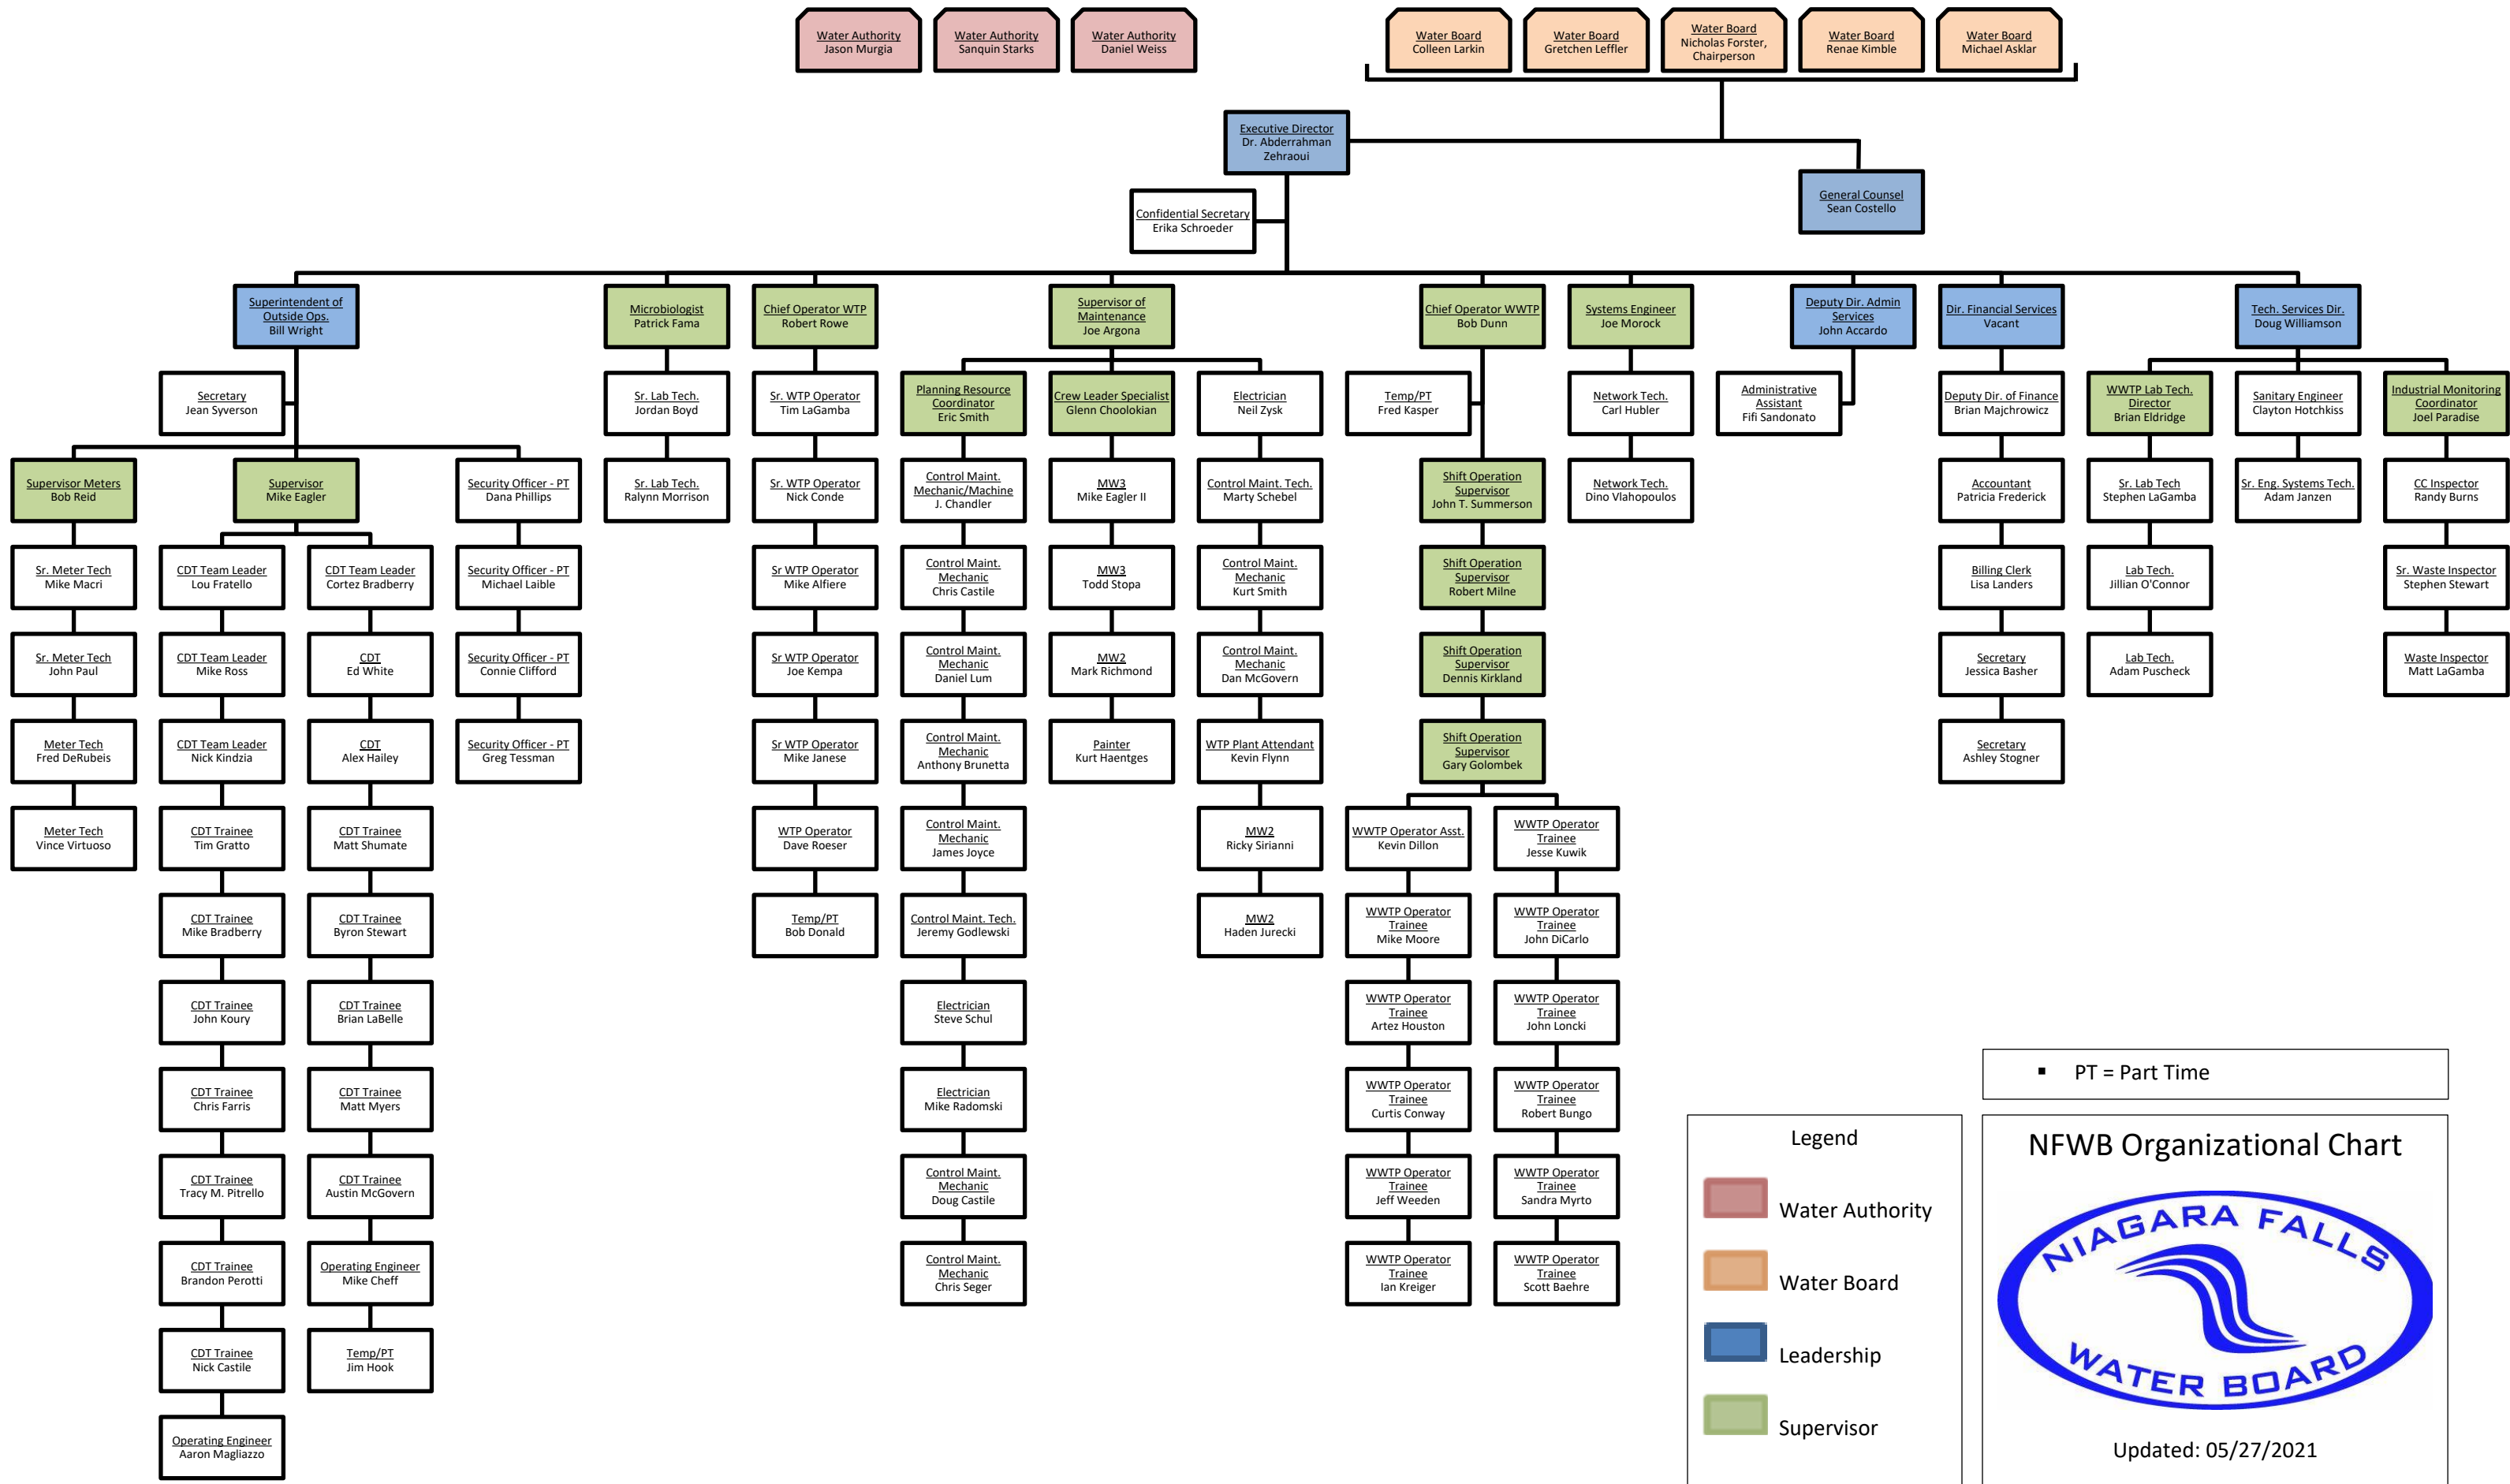 Water Authority
Jason Murgia
Water Authority
Sanquin Starks
Water Authority
Daniel Weiss
Water Board
Colleen Larkin
Water Board
Gretchen Leffler
Water Board
Nicholas Forster,
Chairperson
Water Board
Renae Kimble
Water Board
Michael Asklar
Executive Director
Dr. Abderrahman
Zehraoui
General Counsel
Sean Costello
Confidential Secretary
Erika Schroeder
Superintendent of
Outside Ops.
Bill Wright
Secretary
Jean Syverson
Supervisor Meters
Bob Reid
Sr. Meter Tech
Mike Macri
Sr. Meter Tech
John Paul
Meter Tech
Fred DeRubeis
Meter Tech
Vince Virtuoso
Supervisor
Mike Eagler
CDT Team Leader
Lou Fratello
CDT Team Leader
Mike Ross
CDT Team Leader
Nick Kindzia
CDT Trainee
Tim Gratto
CDT Trainee
Mike Bradberry
CDT Trainee
John Koury
CDT Trainee
Chris Farris
CDT Trainee
Tracy M. Pitrello
CDT Trainee
Brandon Perotti
CDT Trainee
Nick Castile
Operating Engineer
Aaron Magliazzo
CDT Team Leader
Cortez Bradberry
CDT
Ed White
CDT
Alex Hailey
CDT Trainee
Matt Shumate
CDT Trainee
Byron Stewart
CDT Trainee
Brian LaBelle
CDT Trainee
Matt Myers
CDT Trainee
Austin McGovern
Operating Engineer
Mike Cheff
Temp/PT
Jim Hook
Security Officer - PT
Dana Phillips
Security Officer - PT
Michael Laible
Security Officer - PT
Connie Clifford
Security Officer - PT
Greg Tessman
Microbiologist
Patrick Fama
Sr. Lab Tech.
Jordan Boyd
Sr. Lab Tech.
Ralynn Morrison
Chief Operator WTP
Robert Rowe
Sr. WTP Operator
Tim LaGamba
Sr. WTP Operator
Nick Conde
Sr WTP Operator
Mike Alfiere
Sr WTP Operator
Joe Kempa
Sr WTP Operator
Mike Janese
WTP Operator
Dave Roeser
Temp/PT
Bob Donald
Supervisor of
Maintenance
Joe Argona
Planning Resource
Coordinator
Eric Smith
Control Maint.
Mechanic/Machine
J. Chandler
Control Maint.
Mechanic
Chris Castile
Control Maint.
Mechanic
Daniel Lum
Control Maint.
Mechanic
Anthony Brunetta
Control Maint.
Mechanic
James Joyce
Control Maint. Tech.
Jeremy Godlewski
Electrician
Steve Schul
Electrician
Mike Radomski
Control Maint.
Mechanic
Doug Castile
Control Maint.
Mechanic
Chris Seger
Crew Leader Specialist
Glenn Choolokian
MW3
Mike Eagler II
MW3
Todd Stopa
MW2
Mark Richmond
Painter
Kurt Haentges
Electrician
Neil Zysk
Control Maint. Tech.
Marty Schebel
Control Maint.
Mechanic
Kurt Smith
Control Maint.
Mechanic
Dan McGovern
WTP Plant Attendant
Kevin Flynn
MW2
Ricky Sirianni
MW2
Haden Jurecki
Chief Operator WWTP
Bob Dunn
Temp/PT
Fred Kasper
Shift Operation
Supervisor
John T. Summerson
Shift Operation
Supervisor
Robert Milne
Shift Operation
Supervisor
Dennis Kirkland
Shift Operation
Supervisor
Gary Golombek
WWTP Operator Asst.
Kevin Dillon
WWTP Operator
Trainee
Mike Moore
WWTP Operator
Trainee
Artez Houston
WWTP Operator
Trainee
Curtis Conway
WWTP Operator
Trainee
Jeff Weeden
WWTP Operator
Trainee
Ian Kreiger
WWTP Operator
Trainee
Jesse Kuwik
WWTP Operator
Trainee
John DiCarlo
WWTP Operator
Trainee
John Loncki
WWTP Operator
Trainee
Robert Bungo
WWTP Operator
Trainee
Sandra Myrto
WWTP Operator
Trainee
Scott Baehre
Systems Engineer
Joe Morock
Network Tech.
Carl Hubler
Network Tech.
Dino Vlahopoulos
Deputy Dir. Admin
Services
John Accardo
Administrative
Assistant
Fifi Sandonato
Dir. Financial Services
Vacant
Deputy Dir. of Finance
Brian Majchrowicz
Accountant
Patricia Frederick
Billing Clerk
Lisa Landers
Secretary
Jessica Basher
Secretary
Ashley Stogner
Tech. Services Dir.
Doug Williamson
WWTP Lab Tech.
Director
Brian Eldridge
Sr. Lab Tech
Stephen LaGamba
Lab Tech.
Jillian O'Connor
Lab Tech.
Adam Puscheck
Sanitary Engineer
Clayton Hotchkiss
Sr. Eng. Systems Tech.
Adam Janzen
Industrial Monitoring
Coordinator
Joel Paradise
CC Inspector
Randy Burns
Sr. Waste Inspector
Stephen Stewart
Waste Inspector
Matt LaGamba
▪ PT = Part Time
Legend
Water Authority
Water Board
Leadership
Supervisor
NFWB Organizational Chart
NIAGARA FALLS
WATER BOARD
Updated: 05/27/2021